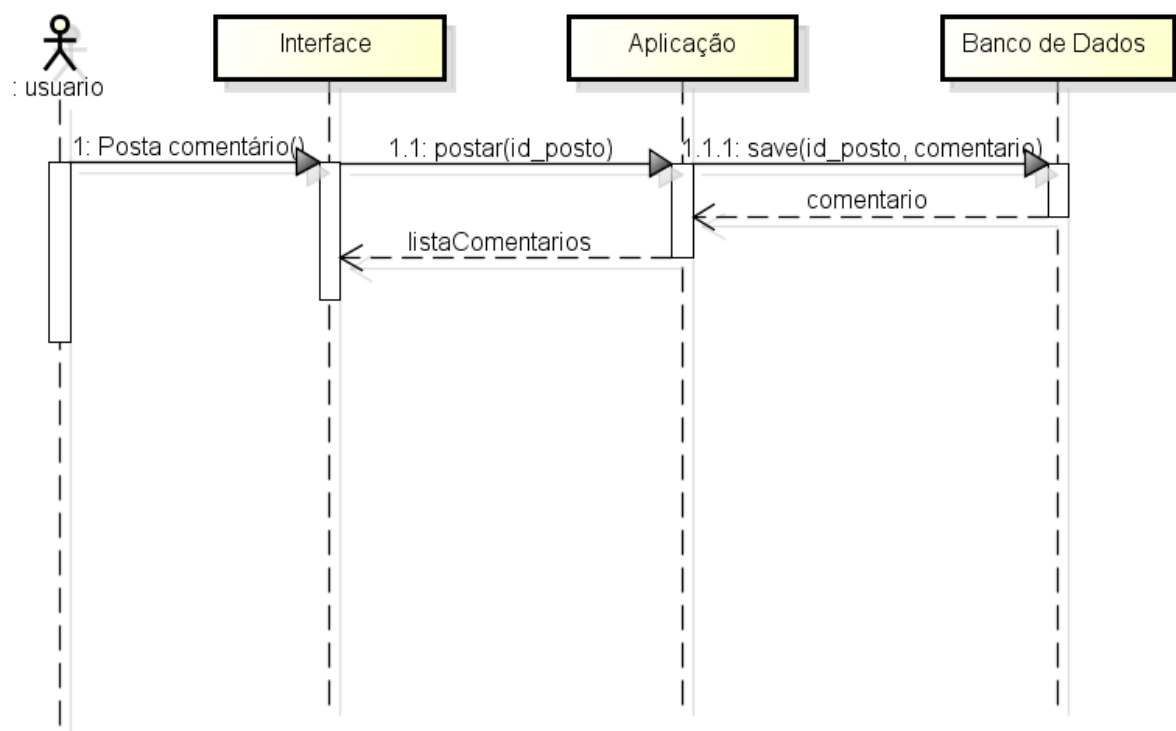 : usuario
Interface
Aplicação
Banco de Dados
1: Posta comentário()
1.1: postar(id_posto)
1.1.1: save(id_posto, comentario)
comentario
listaComentarios